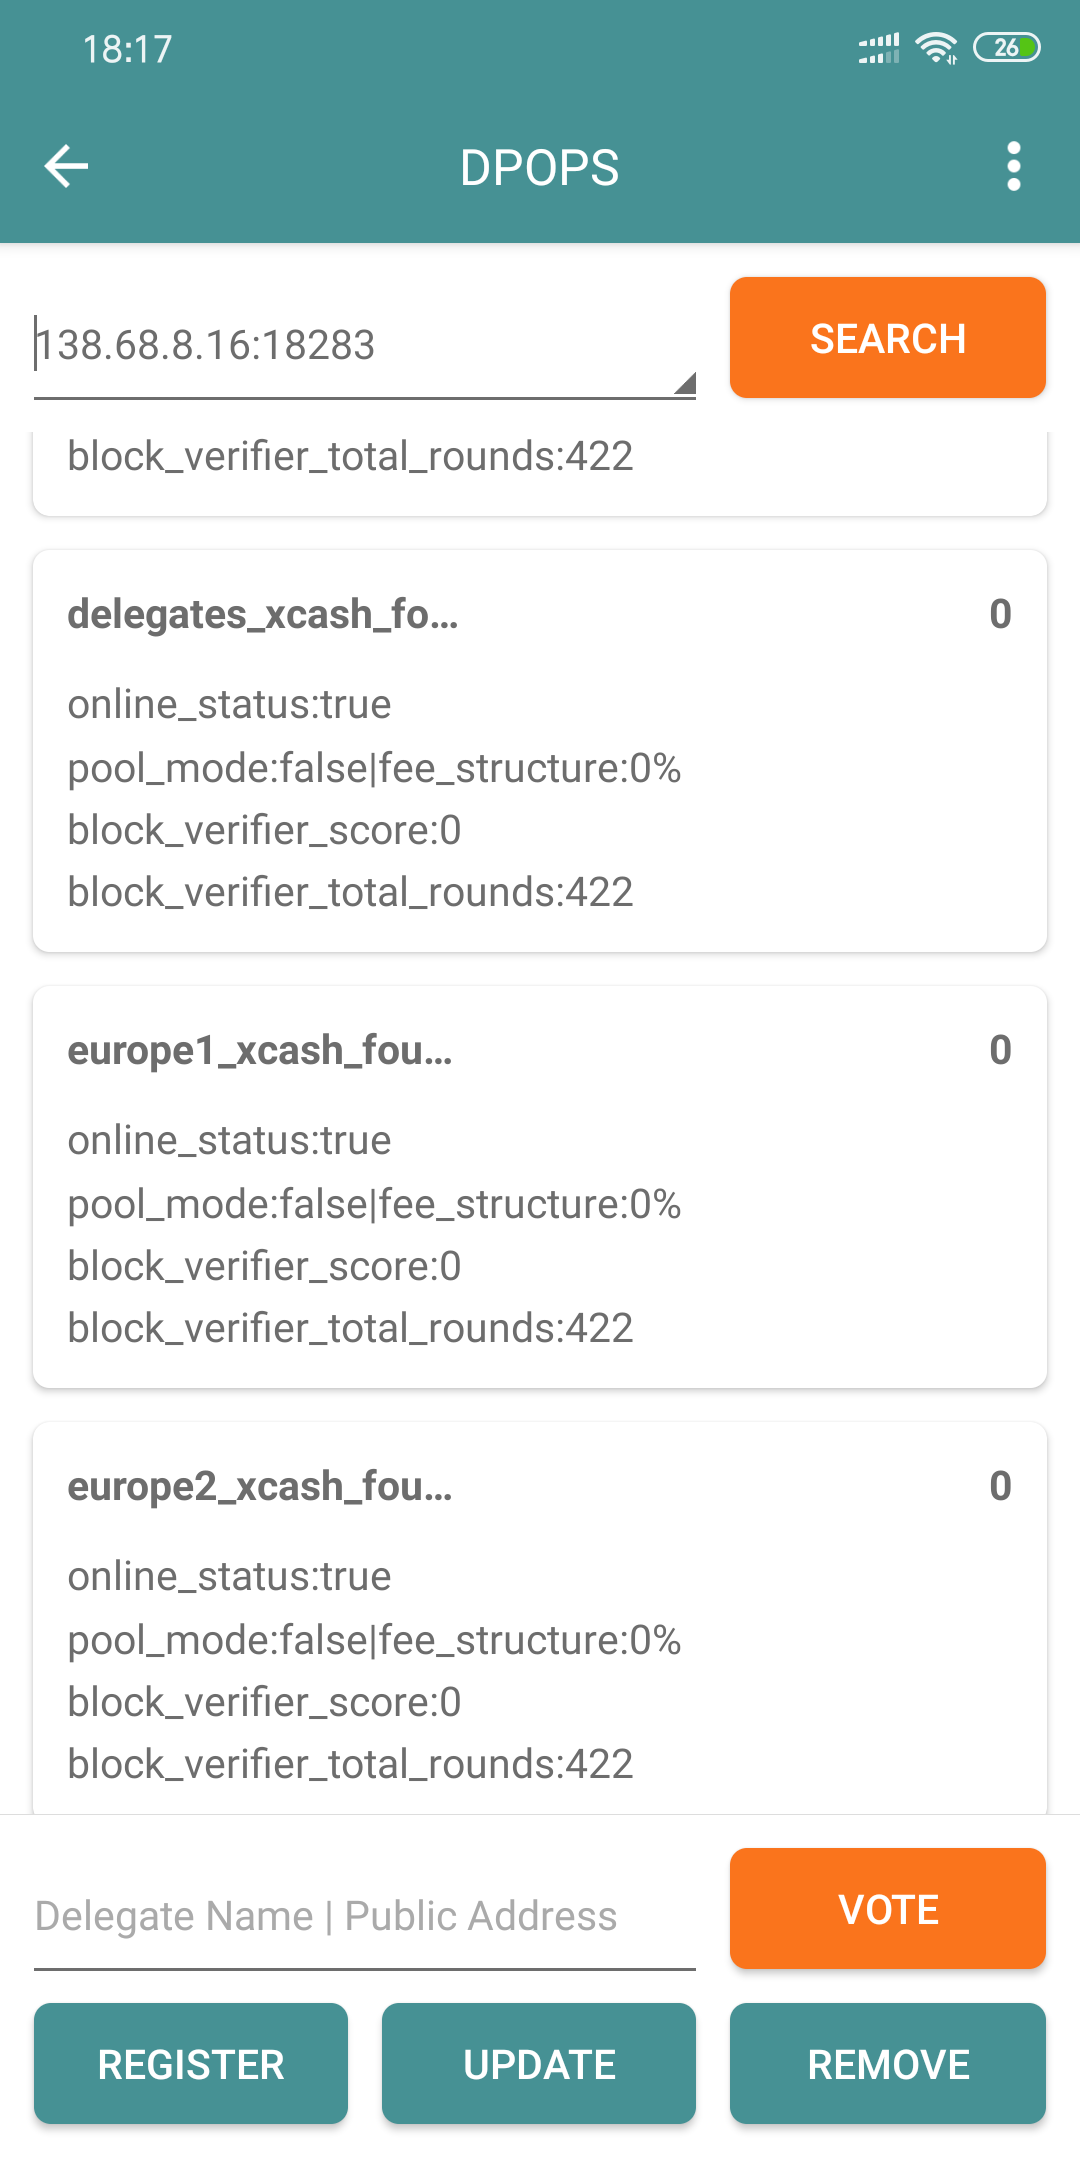 18:17
26
DPOPS
138.68.8.16:18283
SEARCH
block_verifier_total_rounds:422
delegates_xcash_fo...
0
online_status:true
pool_mode:false|fee_structure:0%
block_verifier_score:0
block_verifier_total_rounds:422
europe1_xcash_fou...
0
online_status:true
pool_mode:false|fee_structure:0%
block_verifier_score:0
block_verifier_total_rounds:422
europe2_xcash_fou...
0
online_status:true
pool_mode:false|fee_structure:0%
block_verifier_score:0
block_verifier_total_rounds:422
Delegate Name | Public Address
VOTE
REGISTER
UPDATE
REMOVE